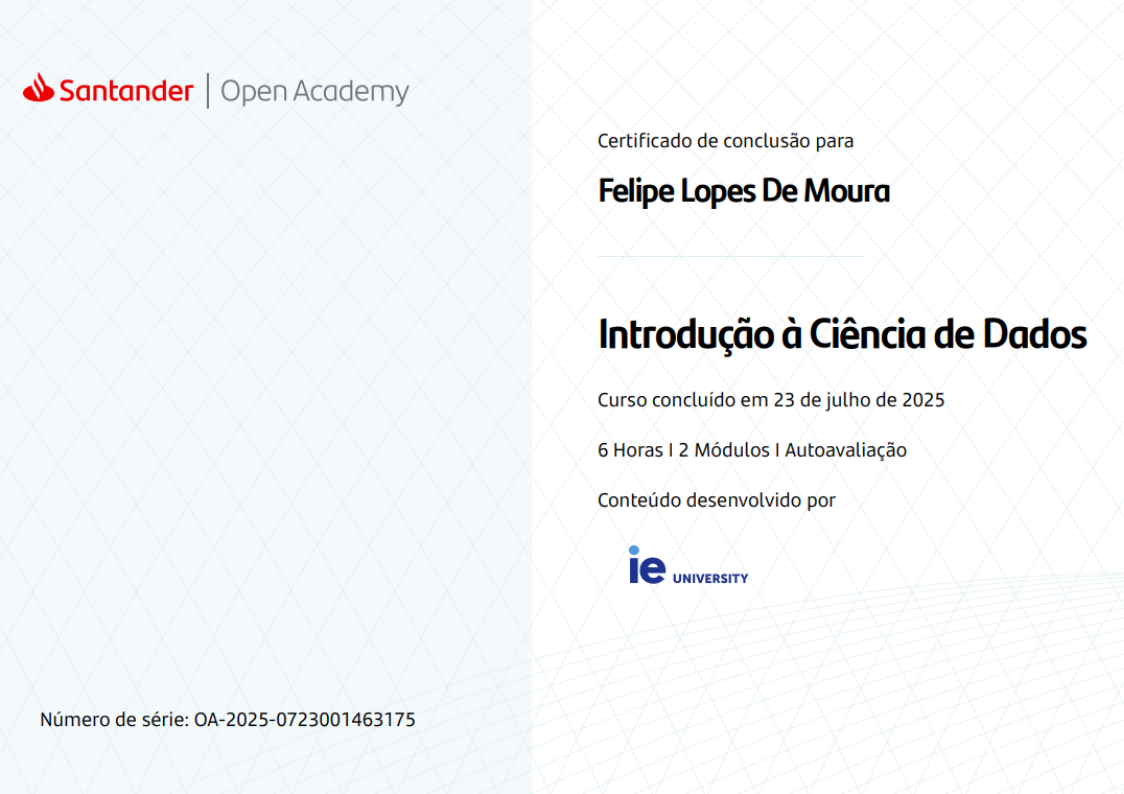 Santander | Open Academy
Certificado de conclusão para
Felipe Lopes De Moura
Introdução à Ciência de Dados
Curso concluído em 23 de julho de 2025
6 Horas I 2 Módulos I Autoavaliação
Conteúdo desenvolvido por
ie UNIVERSITY
Número de série: OA-2025-0723001463175